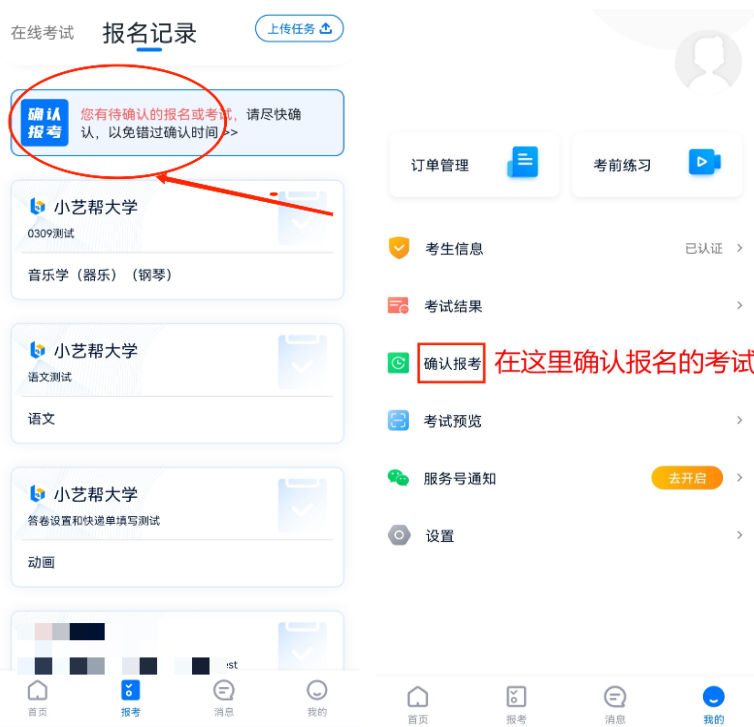 在线考试
报名记录
上传任务
确认
报考
您有待确认的报名或考试，请尽快确
认，以免错过确认时间 >>
小艺帮大学
0309测试
音乐学（器乐）（钢琴）
小艺帮大学
语文测试
语文
小艺帮大学
答卷设置和快递单填写测试
动画
est
首页
报考
消息
我的
订单管理
考前练习
考生信息
已认证
考试结果
确认报考
在这里确认报名的考试
考试预览
服务号通知
去开启
设置
首页
报考
消息
我的